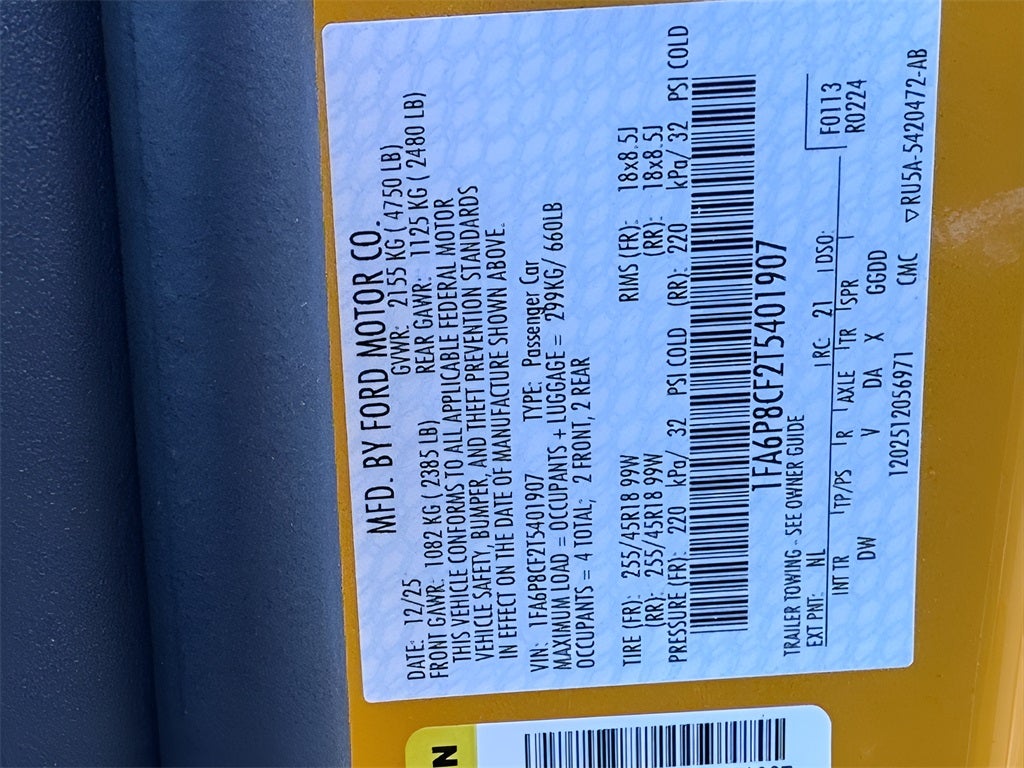 MFD. BY FORD MOTOR CO.
DATE: 12/25 GVWR: 2155 KG ( 4750 LB)
FRONT GAWR: 1082 KG ( 2385 LB) REAR GAWR: 1125 KG ( 2480 LB)
THIS VEHICLE CONFORMS TO ALL APPLICABLE FEDERAL MOTOR
VEHICLE SAFETY, BUMPER, AND THEFT PREVENTION STANDARDS
IN EFFECT ON THE DATE OF MANUFACTURE SHOWN ABOVE.
VIN: 1FA6P8CF2T5401907 TYPE: Passenger Car
MAXIMUM LOAD = OCCUPANTS + LUGGAGE = 299KG/ 660LB
OCCUPANTS = 4 TOTAL; 2 FRONT, 2 REAR
TIRE (FR): 255/45R18 99W RIMS (FR): 18x8.5J
(RR): 255/45R18 99W (RR): 18x8.5J
PRESSURE (FR): 220 kPa/ 32 PSI COLD (RR): 220 kPa/ 32 PSI COLD
1FA6P8CF2T5401907
TRAILER TOWING - SEE OWNER GUIDE
F0113
EXT PNT: NL RC: 21 DSO: R0224
INT TR TP/PS R AXLE TR SPR
DW V DA X GGDD
120251205697​1 CMC ▽RU5A-5420472-AB
N